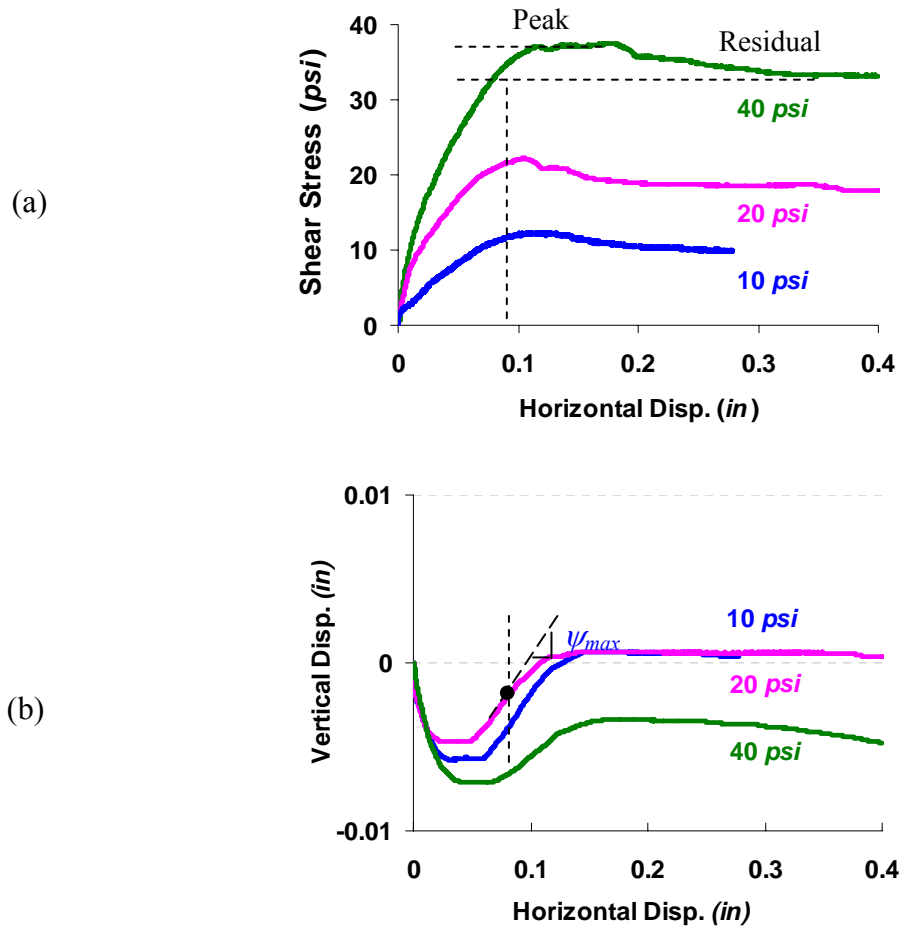 (a)
Shear Stress (psi)
40
30
20
10
0
Peak
Residual
40 psi
20 psi
10 psi
0
0.1
0.2
0.3
0.4
Horizontal Disp. (in)
(b)
Vertical Disp. (in)
0.01
0
-0.01
ψmax
10 psi
20 psi
40 psi
0
0.1
0.2
0.3
0.4
Horizontal Disp. (in)